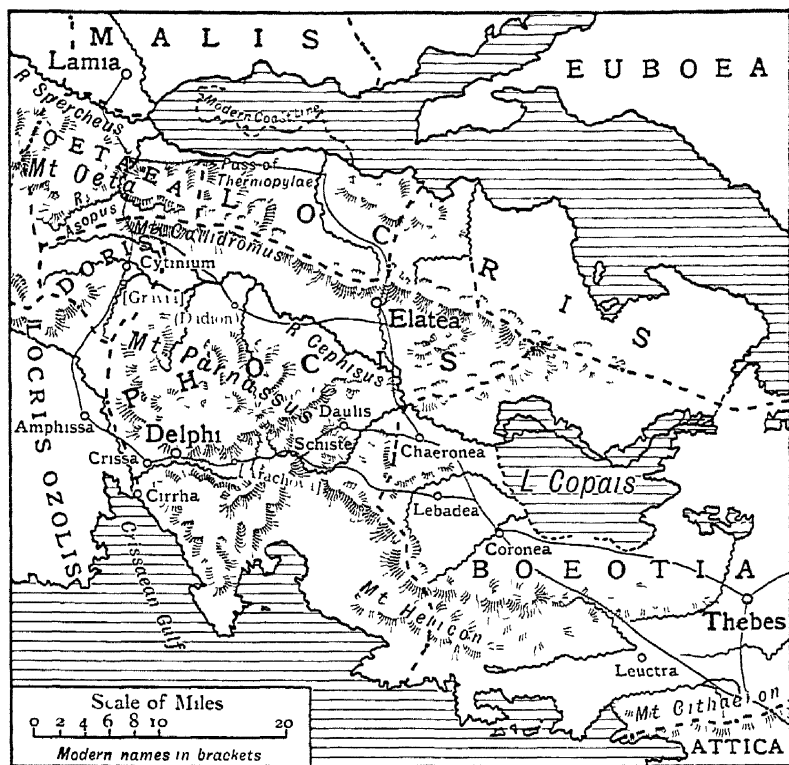 MALIS
Lamia
EUBOEA
R Spercheus
Modern Coastline
OETAEA
Mt Oeta
Pass of
Thermopylae
LOCRIS
R.
Asopus
Mt Callidromus
DORIS
Cytinium
Elatea
R Cephisus
Mt Parnassus
PHOCIS
LOCRIS OZOLIS
Amphissa
Delphi
Daulis
Schiste
Chaeronea
Crissa
Cirrha
Lebadea
L Copais
Crissaean Gulf
Coronea
BOEOTIA
Mt Helicon
Thebes
Leuctra
Mt Cithaeron
ATTICA
Scale of Miles
0 2 4 6 8 10 20
Modern names in brackets